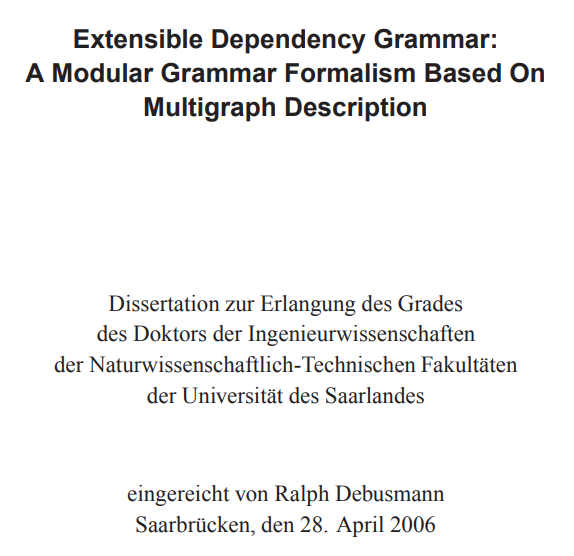 Extensible Dependency Grammar:
A Modular Grammar Formalism Based On
Multigraph Description
Dissertation zur Erlangung des Grades
des Doktors der Ingenieurwissenschaften
der Naturwissenschaftlich-Technischen Fakultäten
der Universität des Saarlandes
eingereicht von Ralph Debusmann
Saarbrücken, den 28. April 2006